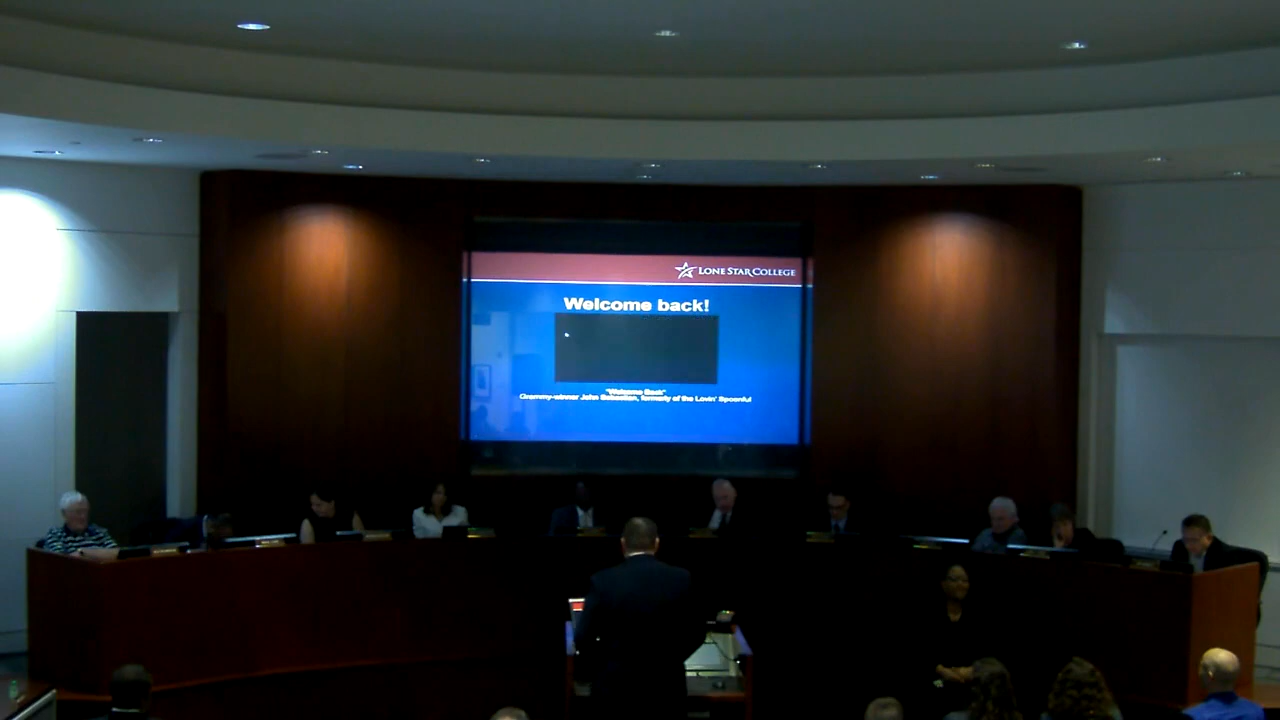 LONE STAR COLLEGE
Welcome back!
"Welcome Back"
Grammy-winner John Sebastian, formerly of the Lovin' Spoonful